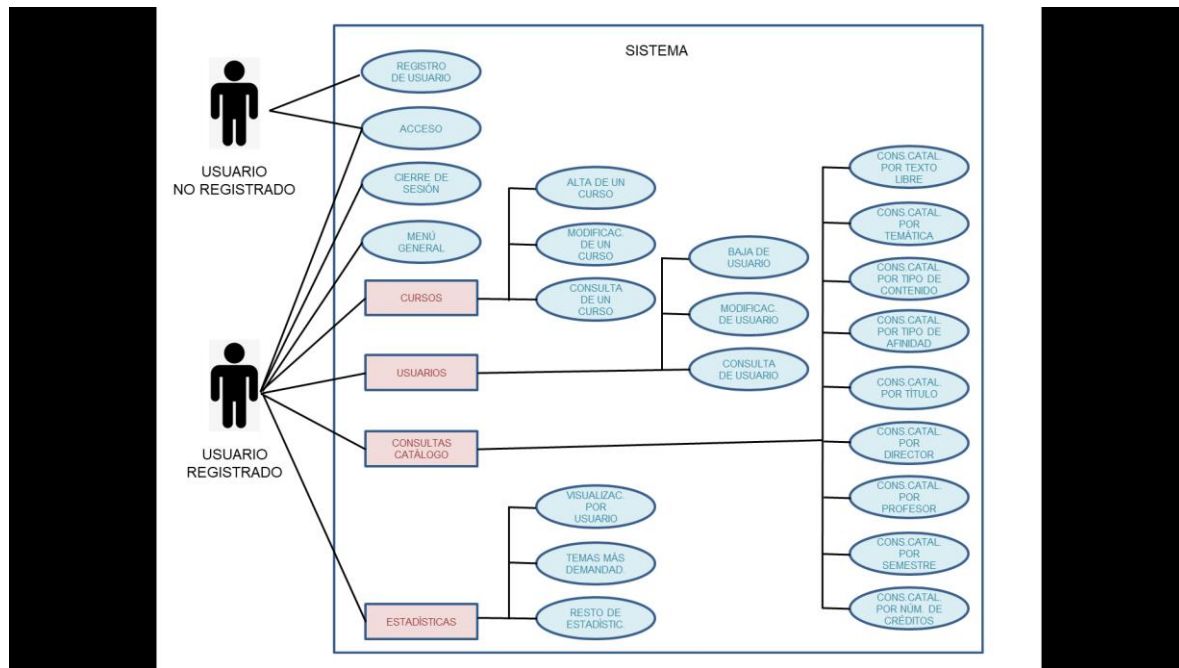 SISTEMA
REGISTRO
DE USUARIO
ACCESO
USUARIO
NO REGISTRADO
CIERRE DE
SESIÓN
MENÚ
GENERAL
CURSOS
ALTA DE UN
CURSO
MODIFICAC.
DE UN
CURSO
CONSULTA
DE UN
CURSO
USUARIOS
BAJA DE
USUARIO
MODIFICAC.
DE USUARIO
CONSULTA
DE USUARIO
USUARIO
REGISTRADO
CONSULTAS
CATÁLOGO
CONS.CATAL.
POR TEXTO
LIBRE
CONS.CATAL.
POR
TEMÁTICA
CONS.CATAL.
POR TIPO DE
CONTENIDO
CONS.CATAL.
POR TIPO DE
AFINIDAD
CONS.CATAL.
POR TÍTULO
CONS.CATAL.
POR
DIRECTOR
CONS.CATAL.
POR
PROFESOR
CONS.CATAL.
POR
SEMESTRE
CONS.CATAL.
POR NÚM. DE
CRÉDITOS
ESTADÍSTICAS
VISUALIZAC.
POR
USUARIO
TEMAS MÁS
DEMANDAD.
RESTO DE
ESTADÍSTIC.